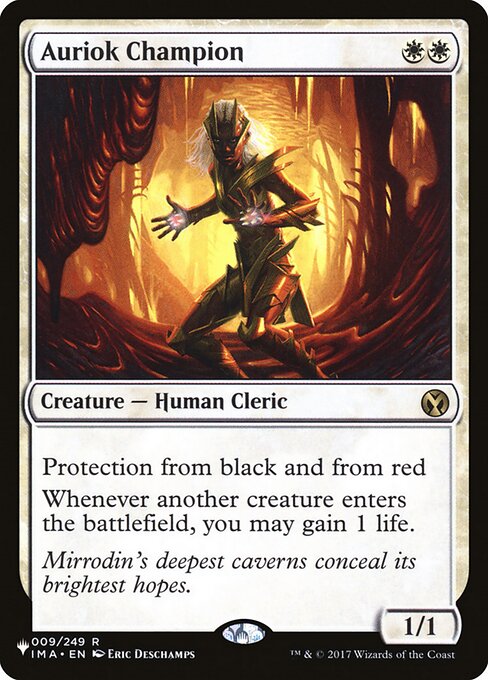 Auriok Champion
Creature — Human Cleric
Protection from black and from red
Whenever another creature enters
the battlefield, you may gain 1 life.
Mirrodin's deepest caverns conceal its
brightest hopes.
1/1
009/249 R
IMA • EN Eric Deschamps
™ & © 2017 Wizards of the Coast